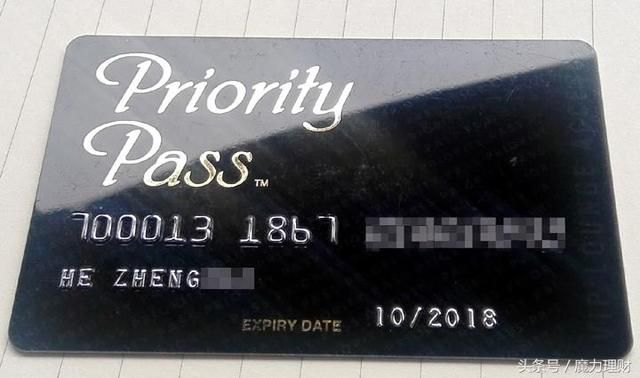 Priority
Pass™
700013 1867
HE ZHENG
EXPIRY DATE 10/2018
头条号 / 魔力理财